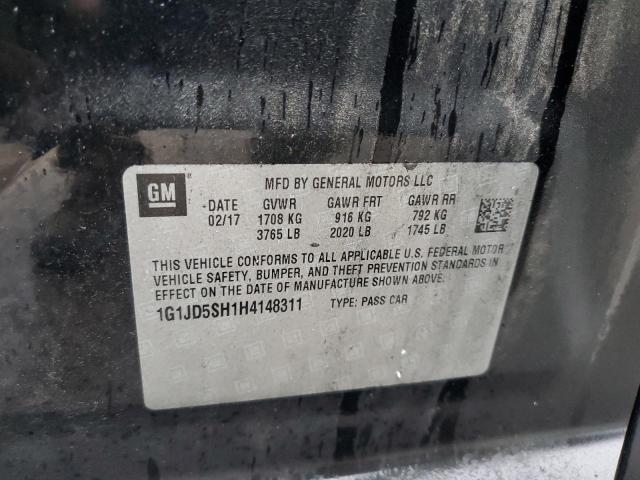 GM
MFD BY GENERAL MOTORS LLC
DATE GVWR GAWR FRT GAWR RR
02/17 1708 KG 916 KG 792 KG
3765 LB 2020 LB 1745 LB
THIS VEHICLE CONFORMS TO ALL APPLICABLE U.S. FEDERAL MOTOR
VEHICLE SAFETY, BUMPER, AND THEFT PREVENTION STANDARDS IN
EFFECT ON THE DATE OF MANUFACTURE SHOWN ABOVE.
1G1JD5SH1H4148311 TYPE: PASS CAR